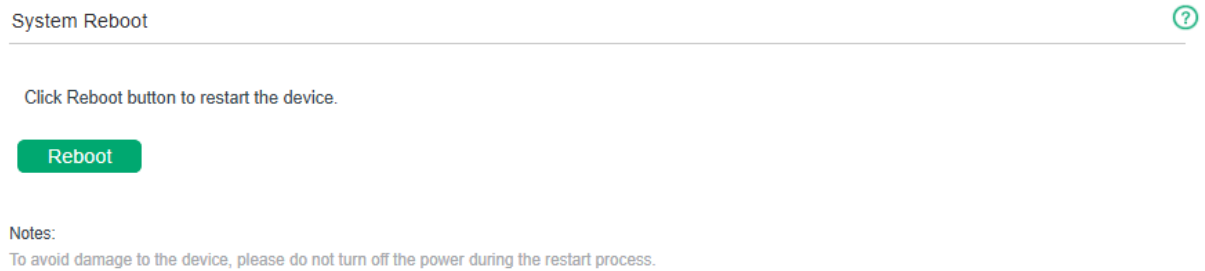 System Reboot
?
Click Reboot button to restart the device.
Reboot
Notes:
To avoid damage to the device, please do not turn off the power during the restart process.